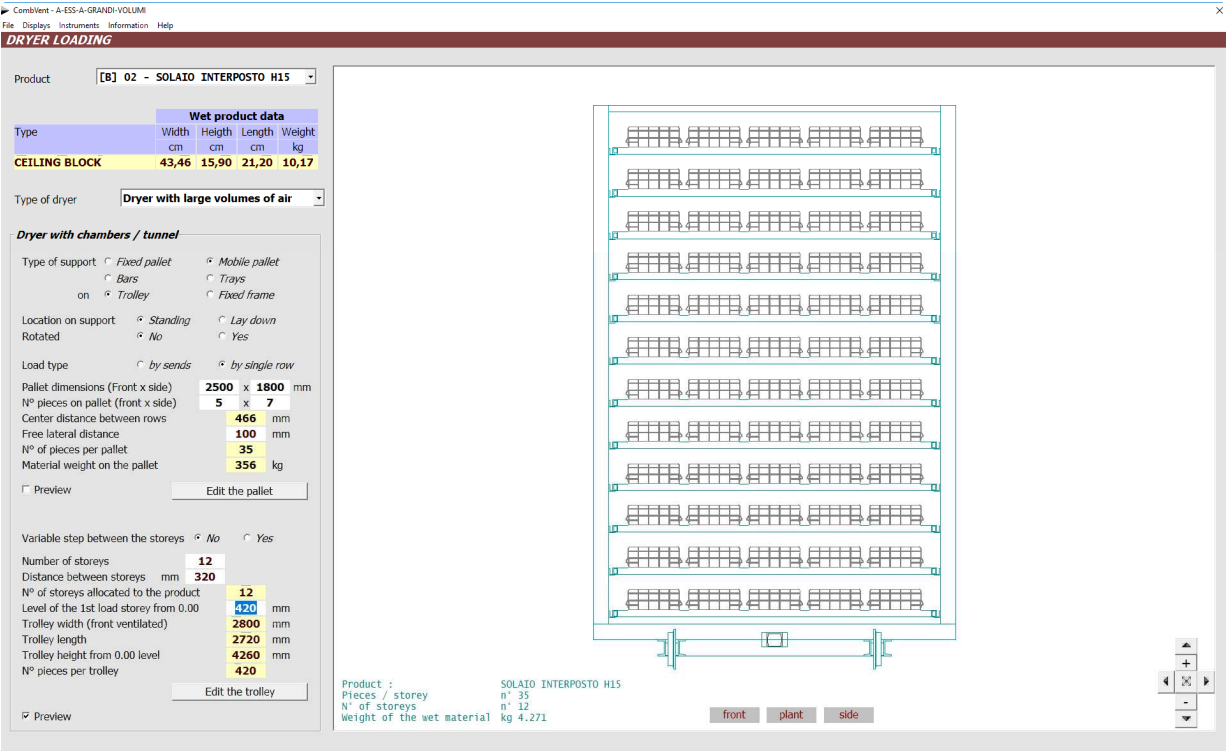 CombVent - A-ESS-A-GRANDI-VOLUMI
File Displays Instruments Information Help
DRYER LOADING
Product [B] 02 - SOLAIO INTERPOSTO H15
Wet product data
Type Width Heigth Length Weight
cm cm cm kg
CEILING BLOCK 43,46 15,90 21,20 10,17
Type of dryer Dryer with large volumes of air
Dryer with chambers / tunnel
Type of support Fixed pallet Mobile pallet
Bars Trays
on Trolley Fixed frame
Location on support Standing Lay down
Rotated No Yes
Load type by sends by single row
Pallet dimensions (Front x side) 2500 x 1800 mm
N° pieces on pallet (front x side) 5 x 7
Center distance between rows 466 mm
Free lateral distance 100 mm
N° of pieces per pallet 35
Material weight on the pallet 356 kg
Preview Edit the pallet
Variable step between the storeys No Yes
Number of storeys 12
Distance between storeys mm 320
N° of storeys allocated to the product 12
Level of the 1st load storey from 0.00 420 mm
Trolley width (front ventilated) 2800 mm
Trolley length 2720 mm
Trolley height from 0.00 level 4260 mm
N° pieces per trolley 420
Edit the trolley
Preview
Product : SOLAIO INTERPOSTO H15
Pieces / storey n° 35
N° of storeys n° 12
Weight of the wet material kg 4.271
front plant side
+
-